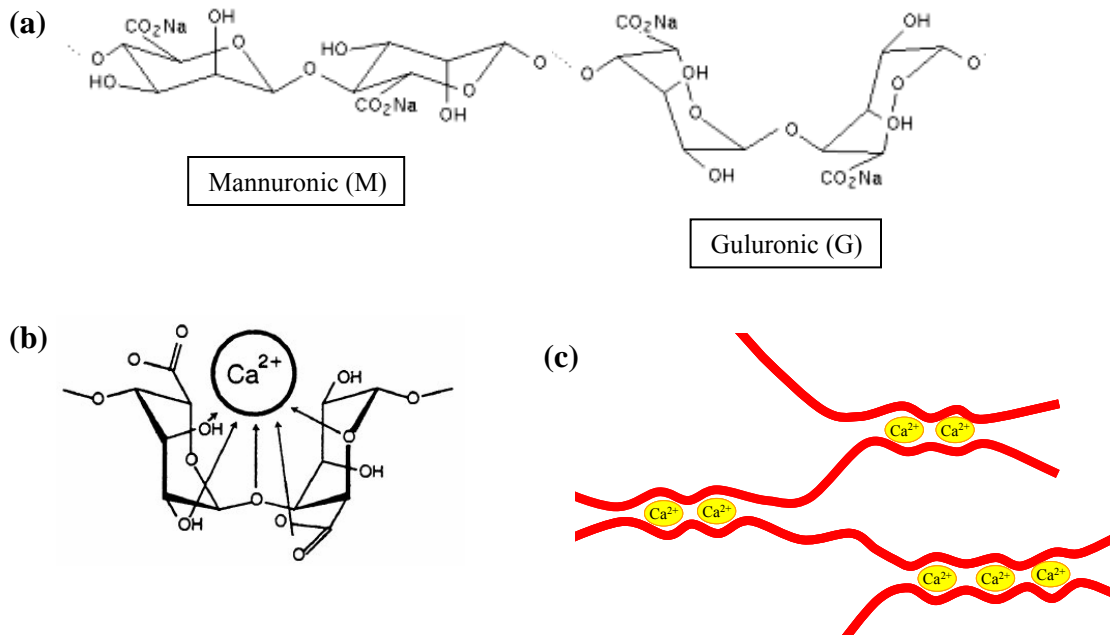 (a)
CO₂Na
OH
O
O
HO
OH
O
HO
HO
O
CO₂Na
OH
O
O
CO₂Na
OH
O
OH
O
CO₂Na
OH
O
OH
O
Mannuronic (M)
Guluronic (G)
(b)
O
O
Ca²⁺
O
OH
O
OH
O
OH
O
OH
O
O
O
O
(c)
Ca²⁺ Ca²⁺
Ca²⁺ Ca²⁺
Ca²⁺ Ca²⁺ Ca²⁺